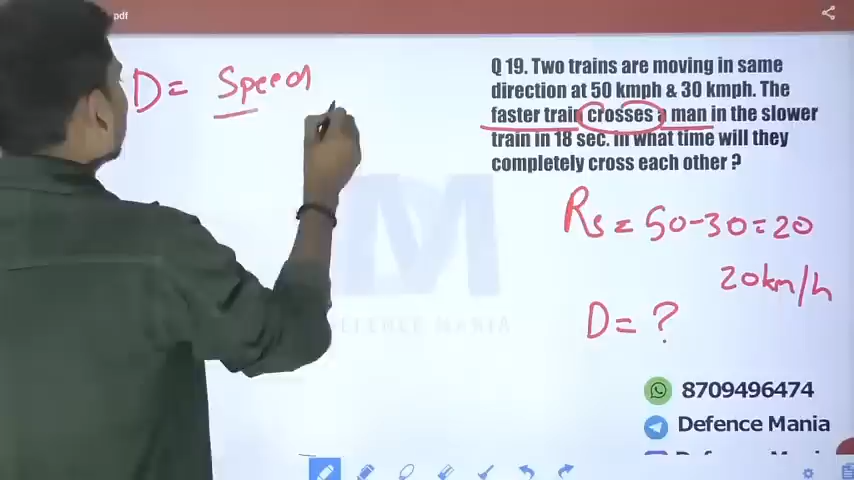 pdf
D = Speed
Q 19. Two trains are moving in same
direction at 50 kmph & 30 kmph. The
faster train crosses a man in the slower
train in 18 sec. In what time will they
completely cross each other ?
Rs = 50-30=20
20km/h
D = ?
EFENCE MANIA
8709496474
Defence Mania